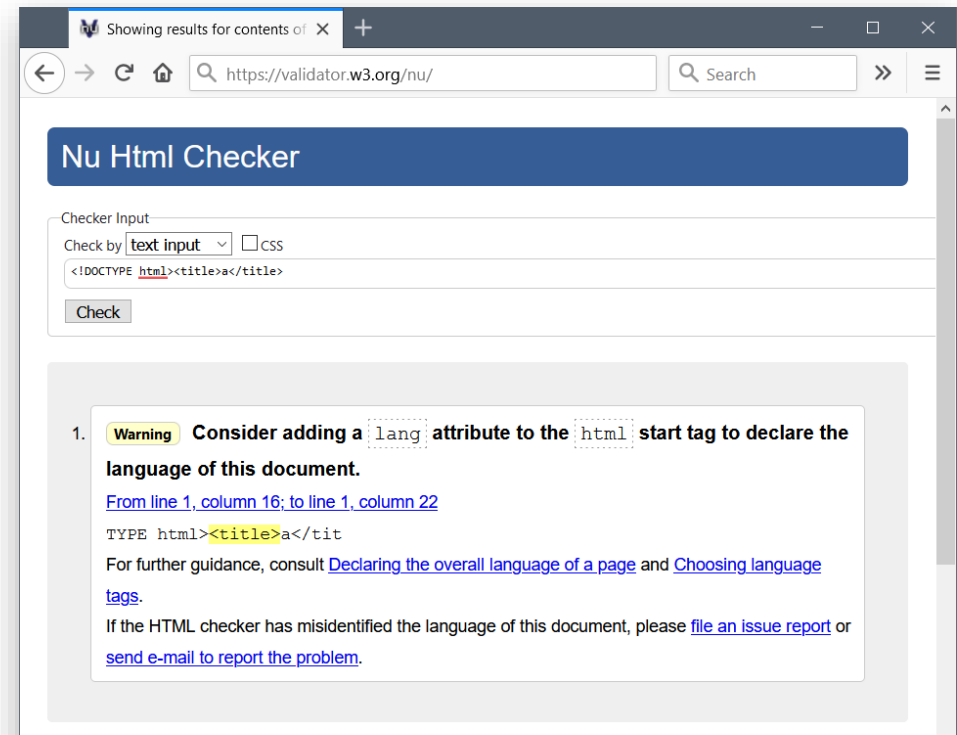 Showing results for contents of
https://validator.w3.org/nu/
Search
Nu Html Checker
Checker Input
Check by text input CSS
<!DOCTYPE html><title>a</title>
Check
1. Warning Consider adding a lang attribute to the html start tag to declare the
language of this document.
From line 1, column 16; to line 1, column 22
TYPE html><title>a</tit
For further guidance, consult Declaring the overall language of a page and Choosing language
tags.
If the HTML checker has misidentified the language of this document, please file an issue report or
send e-mail to report the problem.